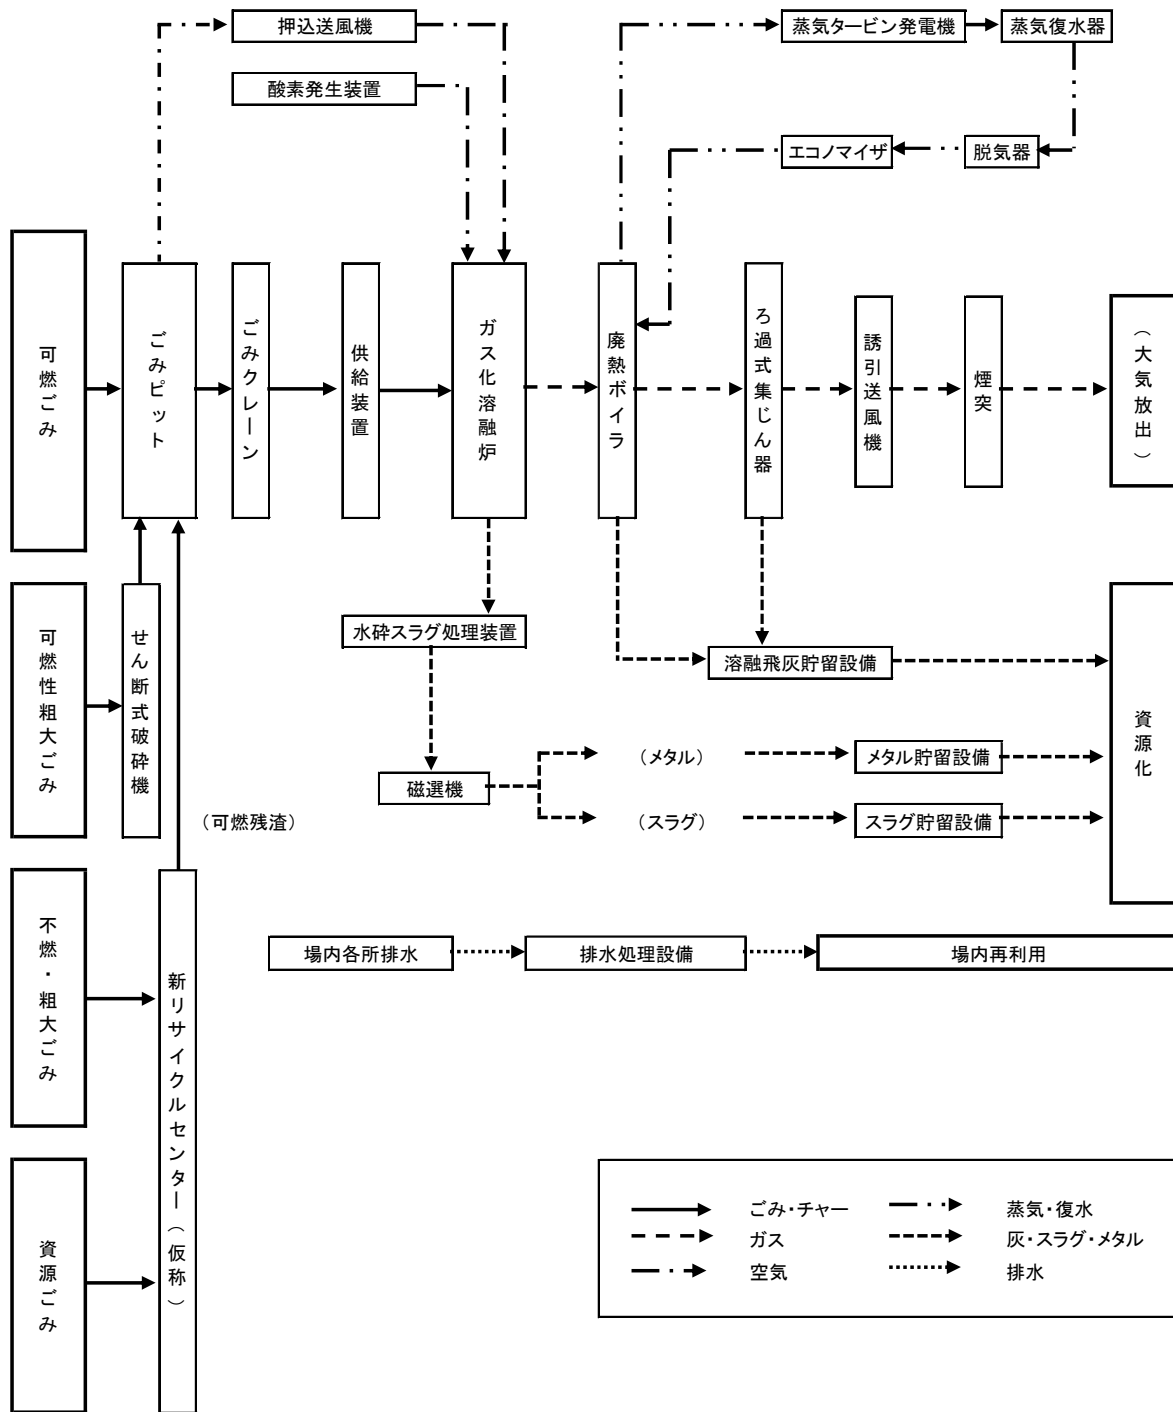 押込送風機
蒸気タービン発電機
蒸気復水器
酸素発生装置
エコノマイザ
脱気器
可燃ごみ
ごみピット
ごみクレーン
供給装置
ガス化溶融炉
廃熱ボイラ
ろ過式集じん器
誘引送風機
煙突
（大気放出）
可燃性粗大ごみ
せん断式破砕機
水砕スラグ処理装置
溶融飛灰貯留設備
資源化
（メタル）
メタル貯留設備
磁選機
（スラグ）
スラグ貯留設備
（可燃残渣）
不燃・粗大ごみ
新リサイクルセンター（仮称）
場内各所排水
排水処理設備
場内再利用
資源ごみ
ごみ・チャー
蒸気・復水
ガス
灰・スラグ・メタル
空気
排水